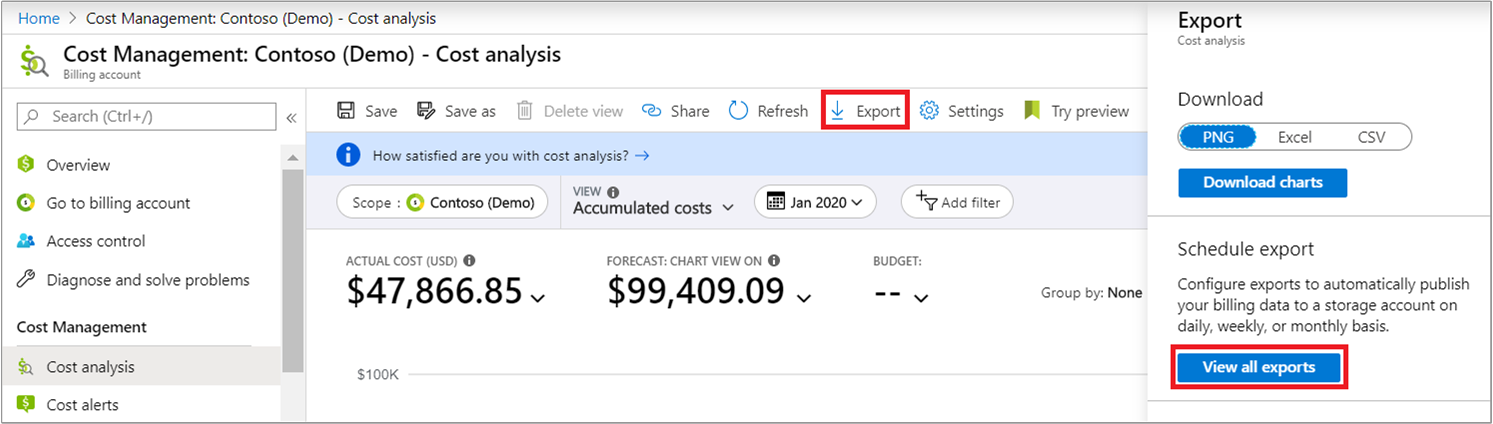 Home > Cost Management: Contoso (Demo) - Cost analysis
Cost Management: Contoso (Demo) - Cost analysis
Billing account
Search (Ctrl+/)
«
Overview
Go to billing account
Access control
Diagnose and solve problems
Cost Management
Cost analysis
Cost alerts
Save
Save as
Delete view
Share
Refresh
Export
Settings
Try preview
How satisfied are you with cost analysis? →
Scope : Contoso (Demo)
VIEW
Accumulated costs
Jan 2020
Add filter
ACTUAL COST (USD)
$47,866.85
FORECAST: CHART VIEW ON
$99,409.09
BUDGET:
--
Group by: None
$100K
Export
Cost analysis
Download
PNG Excel CSV
Download charts
Schedule export
Configure exports to automatically publish
your billing data to a storage account on
daily, weekly, or monthly basis.
View all exports